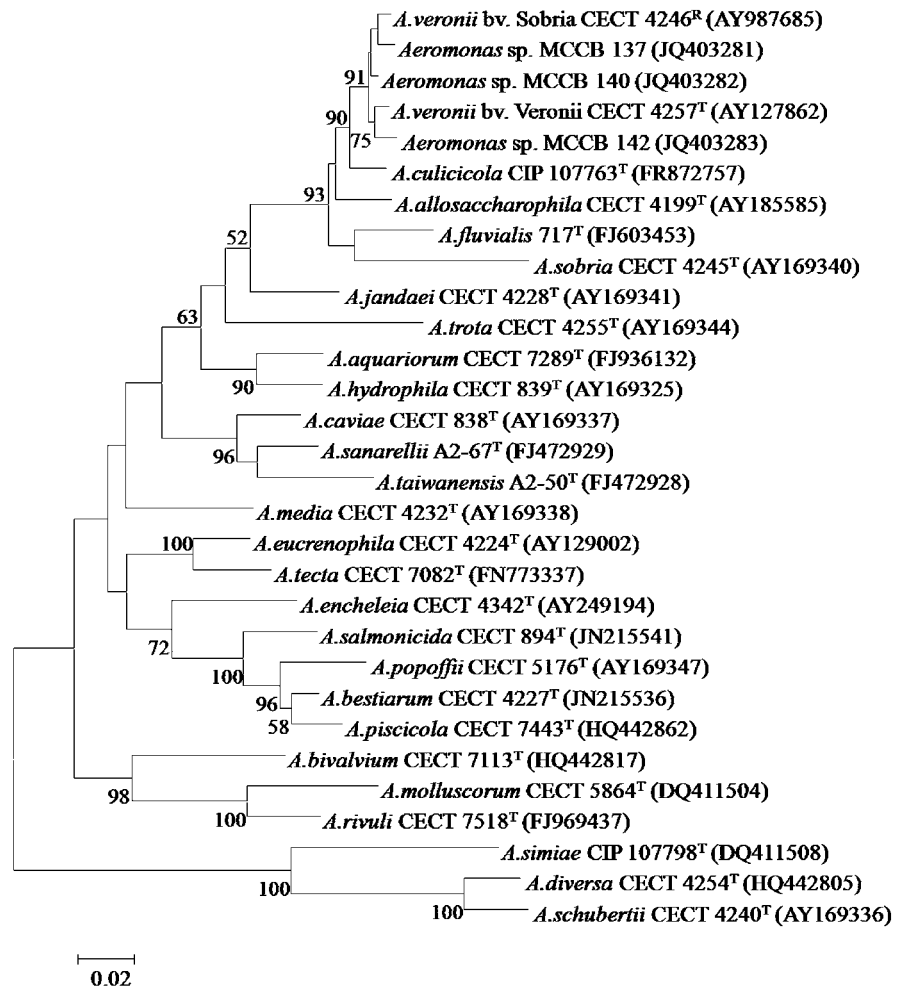 A.veronii bv. Sobria CECT 4246R (AY987685)
Aeromonas sp. MCCB 137 (JQ403281)
91
Aeromonas sp. MCCB 140 (JQ403282)
A.veronii bv. Veronii CECT 4257T (AY127862)
90
75
Aeromonas sp. MCCB 142 (JQ403283)
A.culicicola CIP 107763T (FR872757)
93
A.allosaccharophila CECT 4199T (AY185585)
52
A.fluvialis 717T (FJ603453)
A.sobria CECT 4245T (AY169340)
A.jandaei CECT 4228T (AY169341)
63
A.trota CECT 4255T (AY169344)
A.aquariorum CECT 7289T (FJ936132)
90
A.hydrophila CECT 839T (AY169325)
A.caviae CECT 838T (AY169337)
96
A.sanarellii A2-67T (FJ472929)
A.taiwanensis A2-50T (FJ472928)
A.media CECT 4232T (AY169338)
100
A.eucrenophila CECT 4224T (AY129002)
A.tecta CECT 7082T (FN773337)
A.encheleia CECT 4342T (AY249194)
72
A.salmonicida CECT 894T (JN215541)
100
A.popoffii CECT 5176T (AY169347)
96
A.bestiarum CECT 4227T (JN215536)
58
A.piscicola CECT 7443T (HQ442862)
A.bivalvium CECT 7113T (HQ442817)
98
A.molluscorum CECT 5864T (DQ411504)
100
A.rivuli CECT 7518T (FJ969437)
A.simiae CIP 107798T (DQ411508)
100
A.diversa CECT 4254T (HQ442805)
100
A.schubertii CECT 4240T (AY169336)
0.02